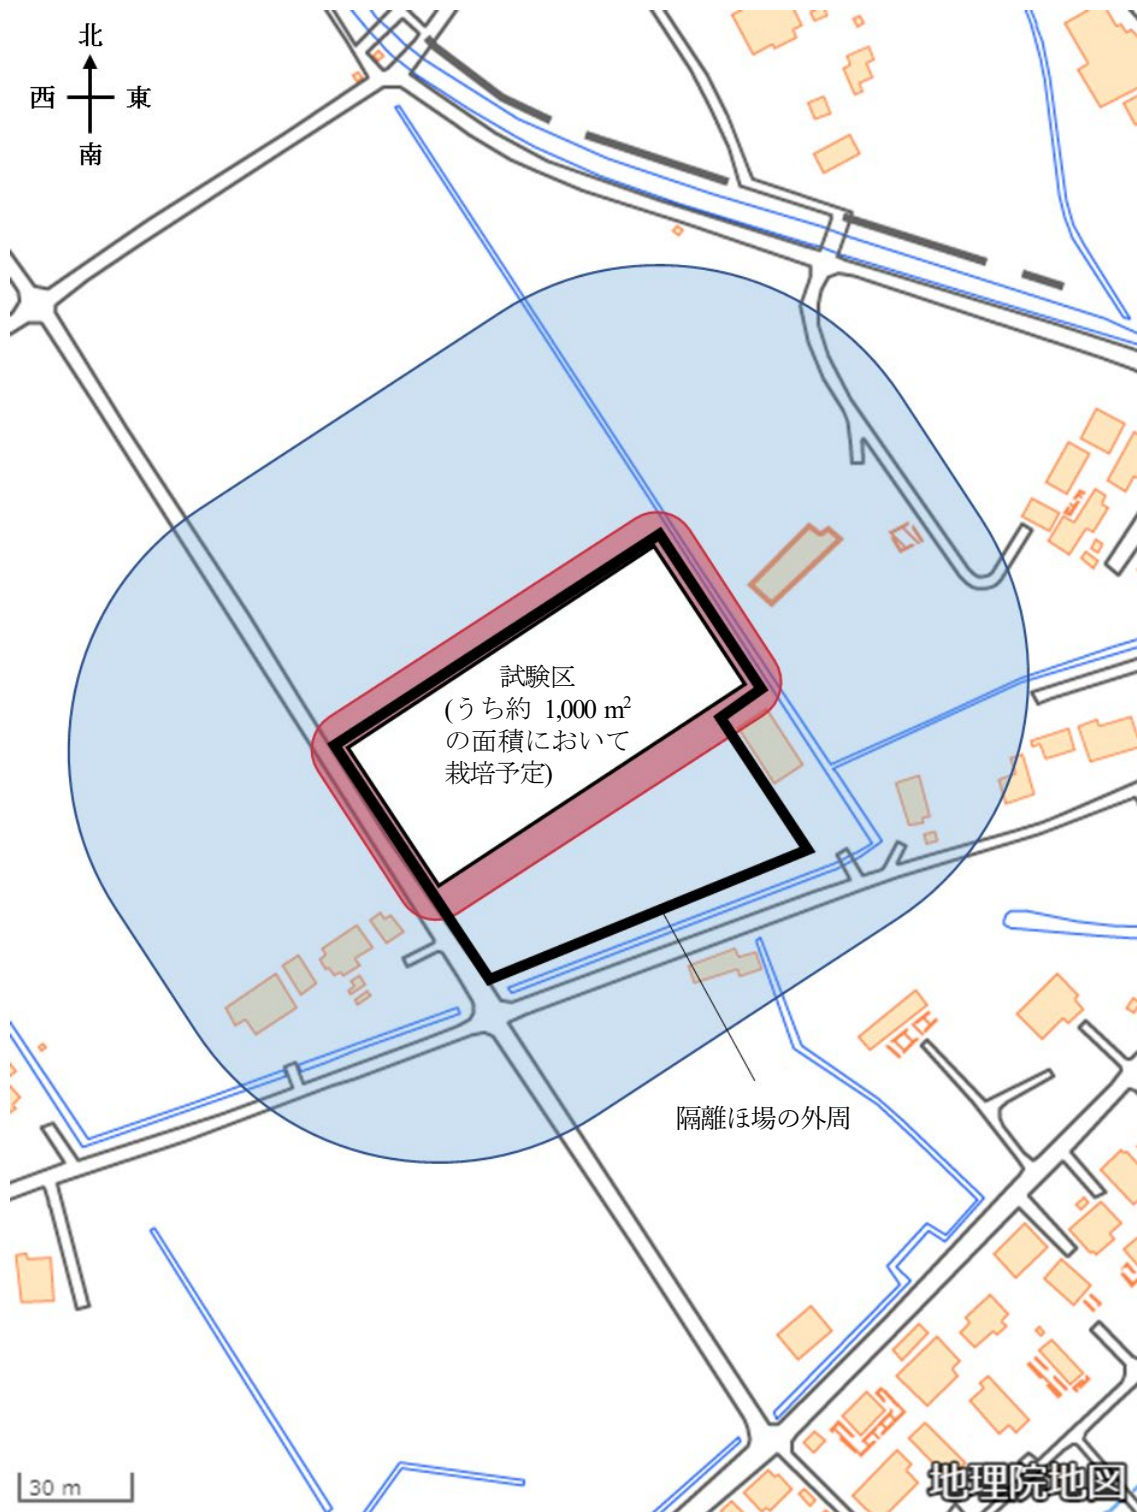 北
西 東
南
試験区
(うち約 1,000 m²
の面積において
栽培予定)
隔離ほ場の外周
30 m
地理院地図